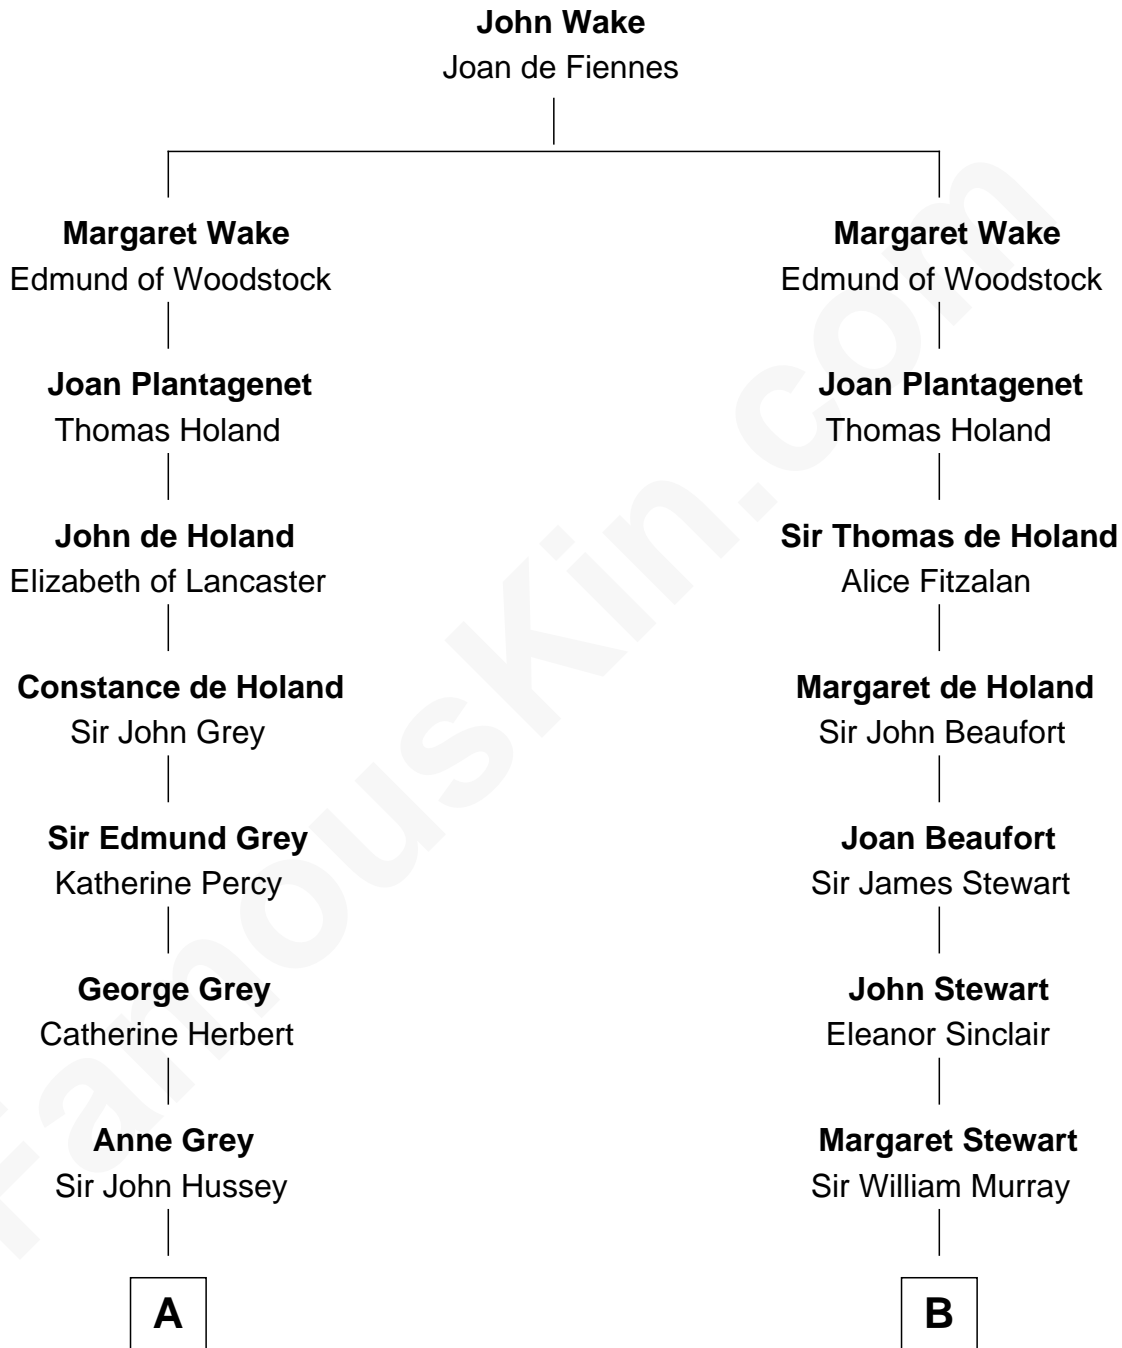 John Wake
Joan de Fiennes
Margaret Wake
Edmund of Woodstock
Margaret Wake
Edmund of Woodstock
Joan Plantagenet
Thomas Holand
Joan Plantagenet
Thomas Holand
John de Holand
Elizabeth of Lancaster
Sir Thomas de Holand
Alice Fitzalan
Constance de Holand
Sir John Grey
Margaret de Holand
Sir John Beaufort
Sir Edmund Grey
Katherine Percy
Joan Beaufort
Sir James Stewart
George Grey
Catherine Herbert
John Stewart
Eleanor Sinclair
Anne Grey
Sir John Hussey
Margaret Stewart
Sir William Murray
A
B
FamousKin.com